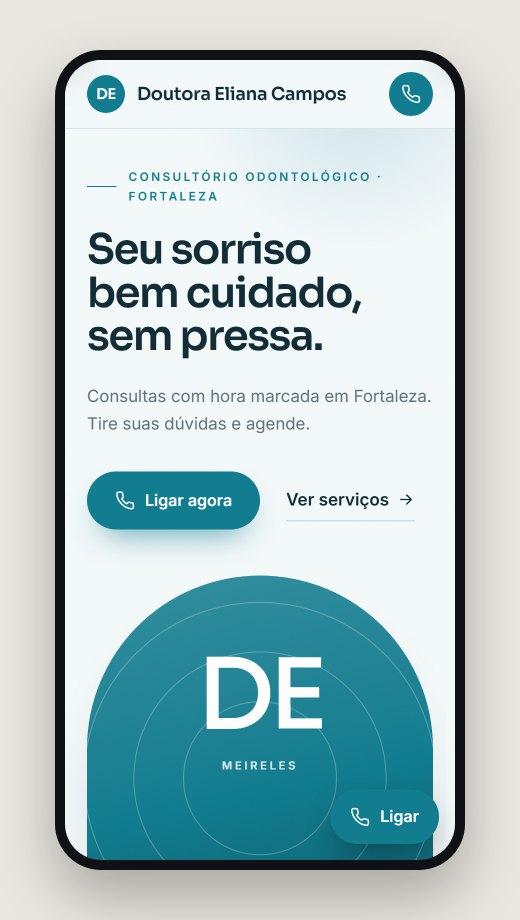 DE
Doutora Eliana Campos
CONSULTÓRIO ODONTOLÓGICO ·
FORTALEZA
Seu sorriso
bem cuidado,
sem pressa.
Consultas com hora marcada em Fortaleza.
Tire suas dúvidas e agende.
Ligar agora
Ver serviços →
DE
MEIRELES
Ligar